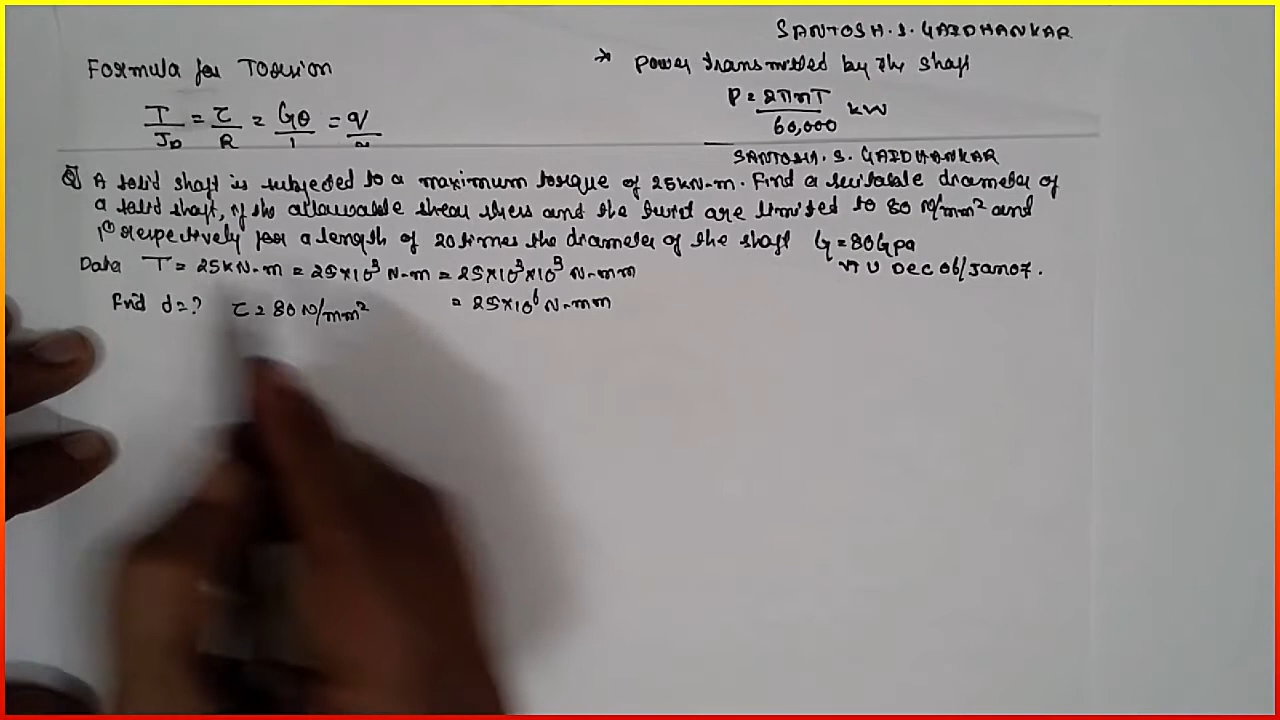 SANTOSH.S.GAIDHANKAR
Formula for Torsion
* power transmitted by the shaft
T/JP = τ/R = Gθ/l = q/r
P = 2πnT/60,000 kW
SANTOSH.S.GAIDHANKAR
Q] A solid shaft is subjected to a maximum torque of 25kN-m. Find a suitable diameter of
a solid shaft, if the allowable shear stress and the twist are limited to 80 N/mm² and
1° respectively for a length of 20 times the diameter of the shaft G = 80Gpa
VTU Dec 06/Jan07.
Data T = 25kN-m = 25×10³ N-m = 25×10³×10³ N-mm
Find d=? τ = 80 N/mm² = 25×10⁶ N-mm